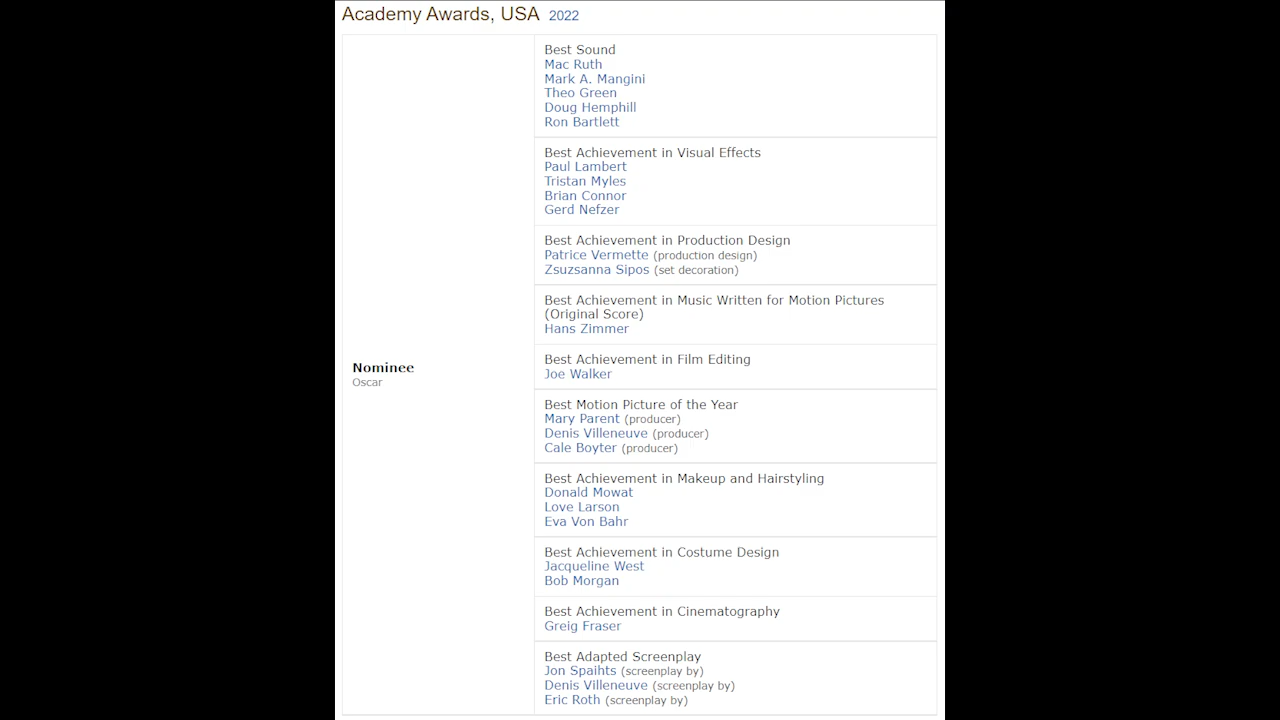 Academy Awards, USA 2022
Nominee
Oscar
Best Sound
Mac Ruth
Mark A. Mangini
Theo Green
Doug Hemphill
Ron Bartlett
Best Achievement in Visual Effects
Paul Lambert
Tristan Myles
Brian Connor
Gerd Nefzer
Best Achievement in Production Design
Patrice Vermette (production design)
Zsuzsanna Sipos (set decoration)
Best Achievement in Music Written for Motion Pictures
(Original Score)
Hans Zimmer
Best Achievement in Film Editing
Joe Walker
Best Motion Picture of the Year
Mary Parent (producer)
Denis Villeneuve (producer)
Cale Boyter (producer)
Best Achievement in Makeup and Hairstyling
Donald Mowat
Love Larson
Eva Von Bahr
Best Achievement in Costume Design
Jacqueline West
Bob Morgan
Best Achievement in Cinematography
Greig Fraser
Best Adapted Screenplay
Jon Spaihts (screenplay by)
Denis Villeneuve (screenplay by)
Eric Roth (screenplay by)